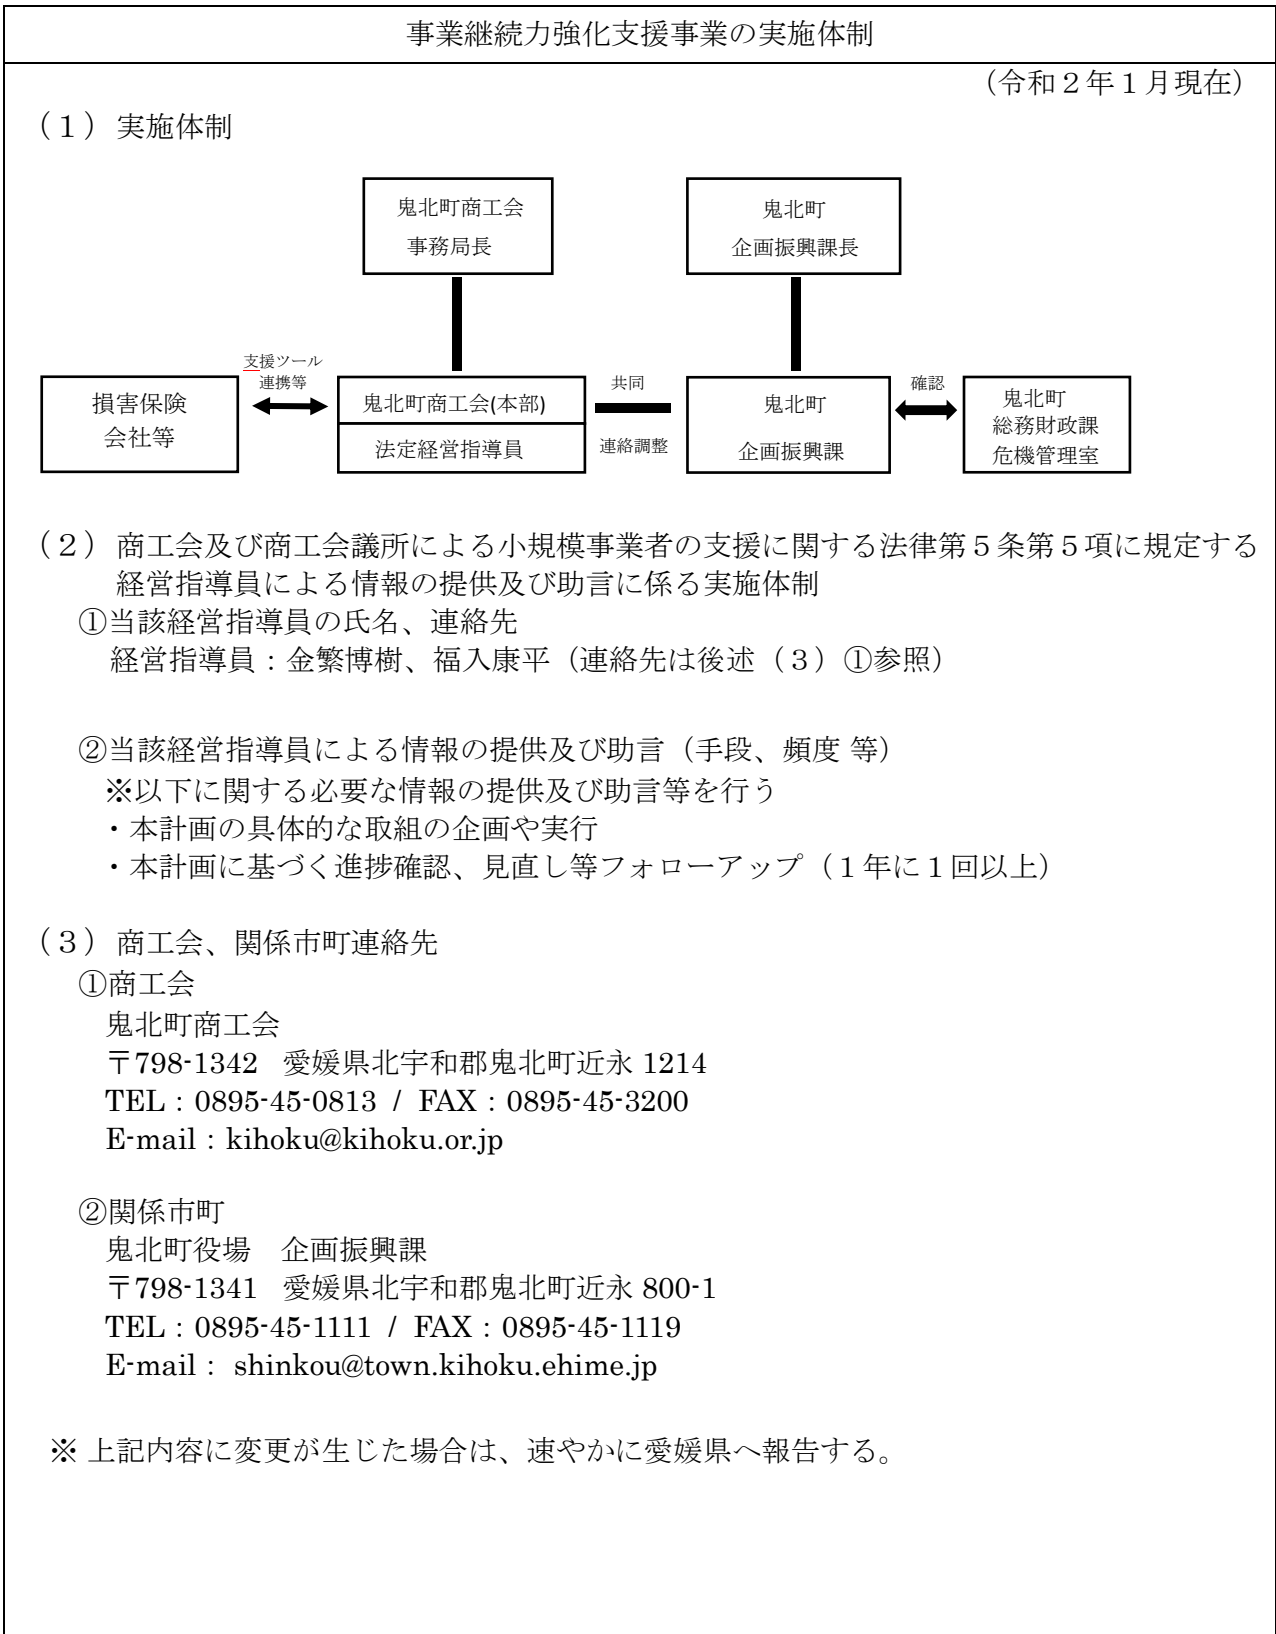 事業継続力強化支援事業の実施体制
(令和２年１月現在)
（１）実施体制
鬼北町商工会
事務局長
鬼北町
企画振興課長
損害保険
会社等
支援ツール
連携等
鬼北町商工会(本部)
法定経営指導員
共同
連絡調整
鬼北町
企画振興課
確認
鬼北町
総務財政課
危機管理室
（２）商工会及び商工会議所による小規模事業者の支援に関する法律第５条第５項に規定する
経営指導員による情報の提供及び助言に係る実施体制
①当該経営指導員の氏名、連絡先
経営指導員：金繁博樹、福入康平（連絡先は後述（３）①参照）
②当該経営指導員による情報の提供及び助言（手段、頻度 等）
※以下に関する必要な情報の提供及び助言等を行う
・本計画の具体的な取組の企画や実行
・本計画に基づく進捗確認、見直し等フォローアップ（１年に１回以上）
（３）商工会、関係市町連絡先
①商工会
鬼北町商工会
〒798-1342　愛媛県北宇和郡鬼北町近永 1214
TEL：0895-45-0813 / FAX：0895-45-3200
E-mail：kihoku@kihoku.or.jp
②関係市町
鬼北町役場　企画振興課
〒798-1341　愛媛県北宇和郡鬼北町近永 800-1
TEL：0895-45-1111 / FAX：0895-45-1119
E-mail： shinkou@town.kihoku.ehime.jp
※ 上記内容に変更が生じた場合は、速やかに愛媛県へ報告する。